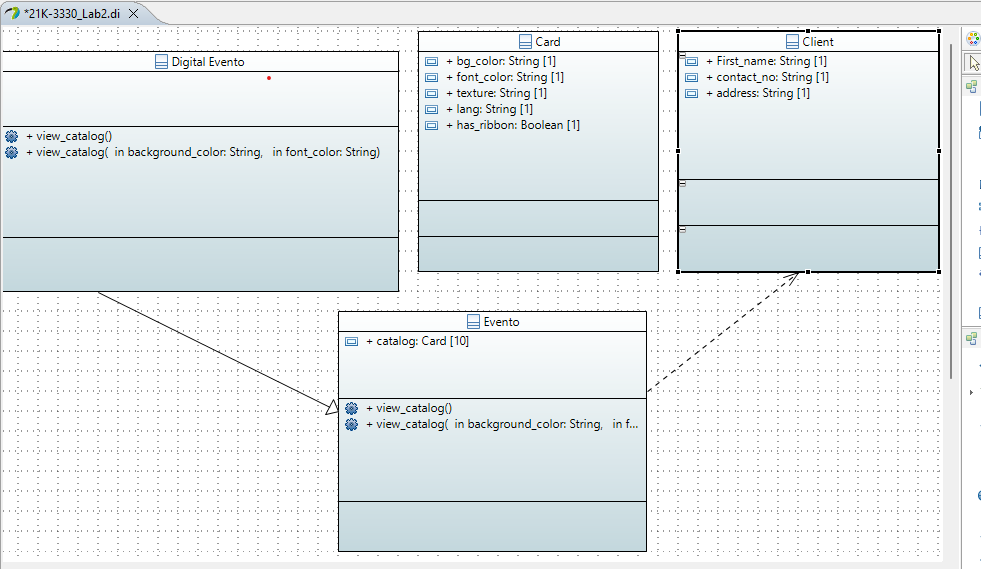 *21K-3330_Lab2.di
Digital Evento
+ view_catalog()
+ view_catalog( in background_color: String, in font_color: String)
Card
+ bg_color: String [1]
+ font_color: String [1]
+ texture: String [1]
+ lang: String [1]
+ has_ribbon: Boolean [1]
Client
+ First_name: String [1]
+ contact_no: String [1]
+ address: String [1]
Evento
+ catalog: Card [10]
+ view_catalog()
+ view_catalog( in background_color: String, in f...